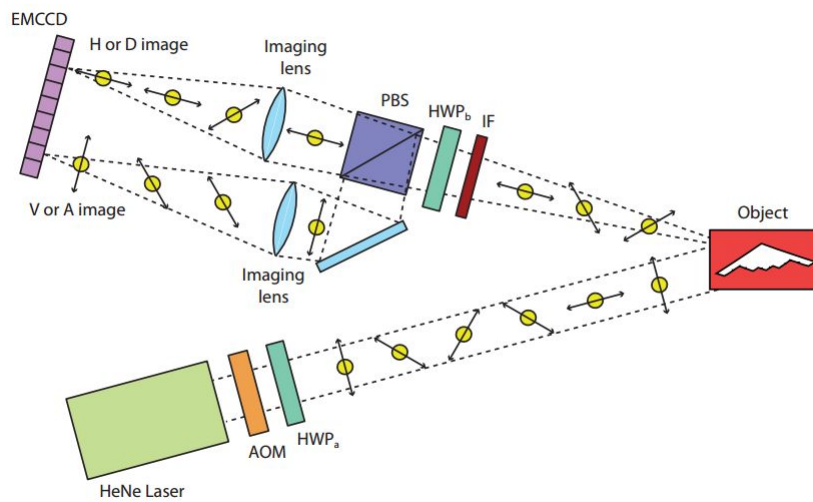 EMCCD
H or D image
Imaging
lens
PBS
HWPb
IF
Object
V or A image
Imaging
lens
AOM
HWPa
HeNe Laser